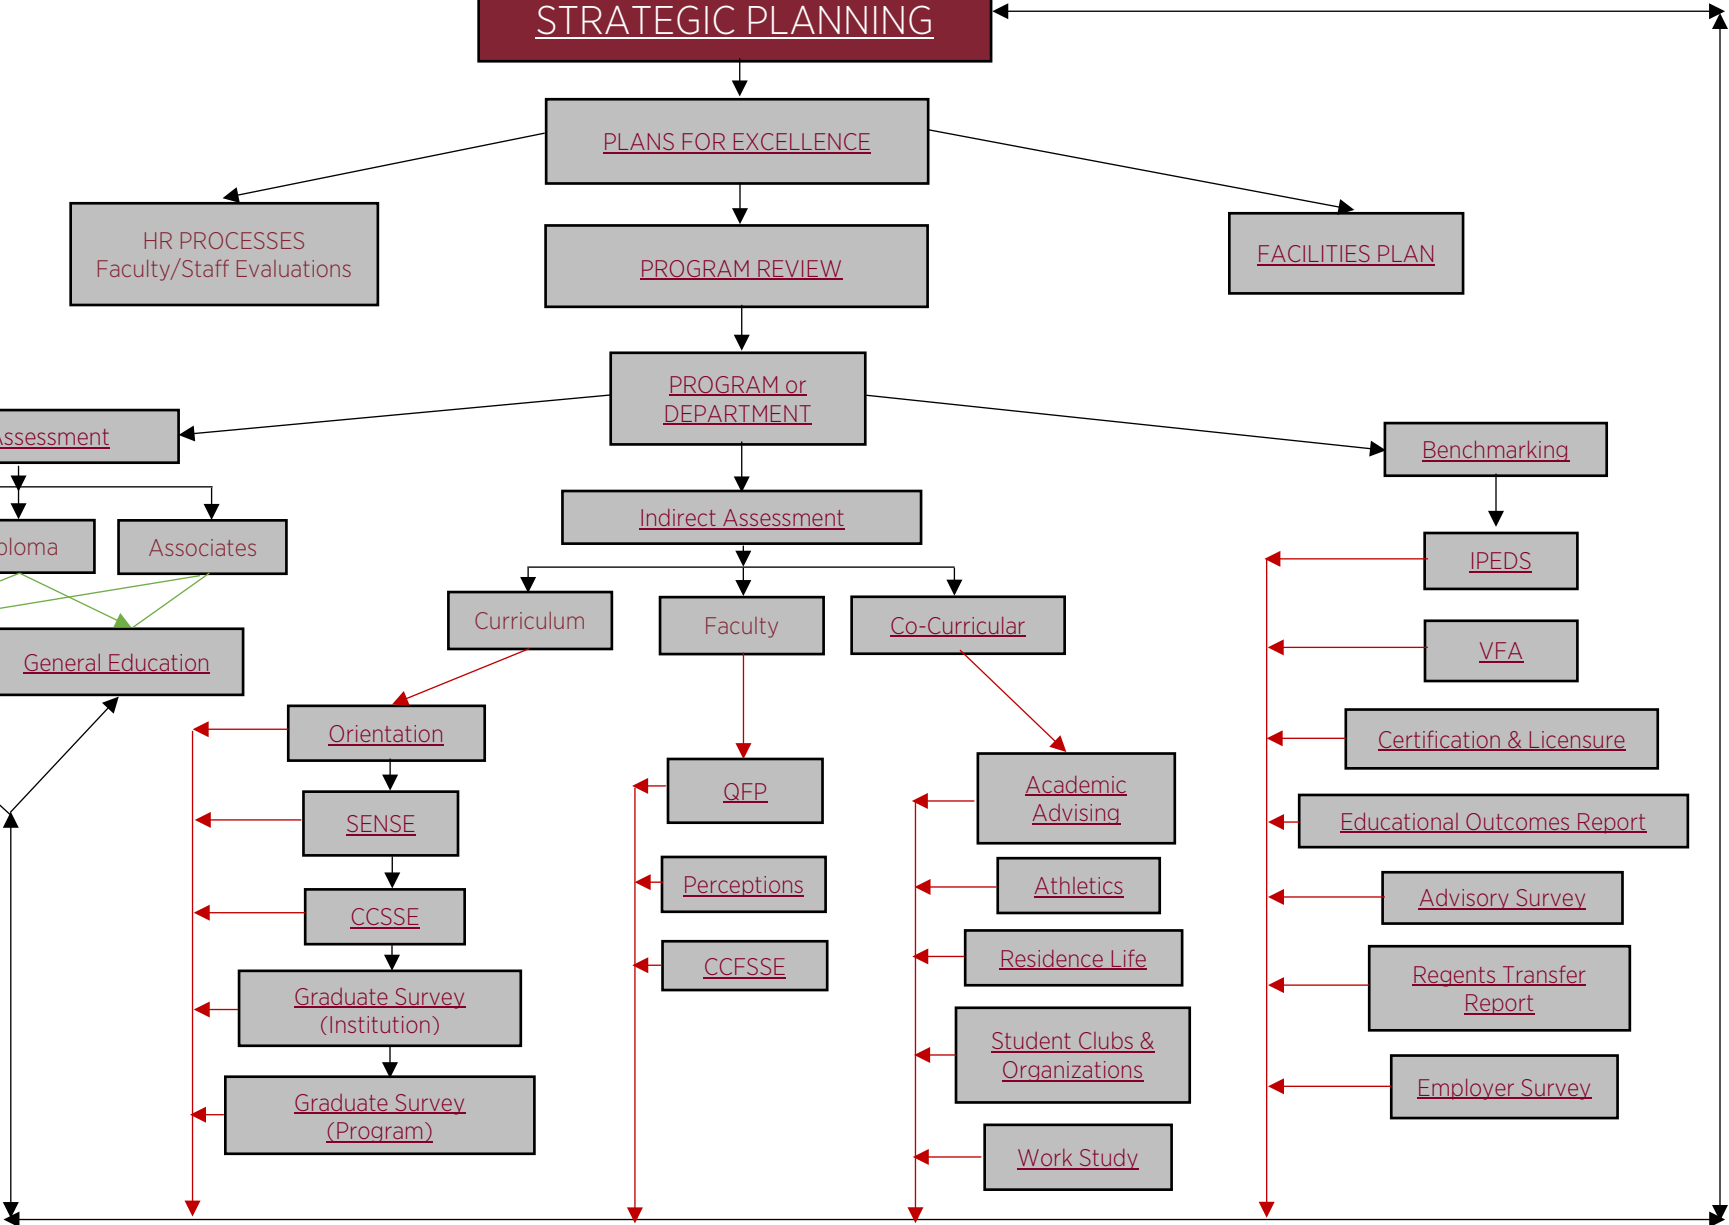 STRATEGIC PLANNING
PLANS FOR EXCELLENCE
HR PROCESSES
Faculty/Staff Evaluations
PROGRAM REVIEW
FACILITIES PLAN
PROGRAM or
DEPARTMENT
Assessment
Benchmarking
Indirect Assessment
ploma
Associates
IPEDS
Curriculum
Faculty
Co-Curricular
VFA
General Education
Orientation
Certification & Licensure
QFP
Academic
Advising
SENSE
Educational Outcomes Report
Perceptions
Athletics
Advisory Survey
CCSSE
Residence Life
CCFSSE
Regents Transfer
Report
Graduate Survey
(Institution)
Student Clubs &
Organizations
Employer Survey
Graduate Survey
(Program)
Work Study